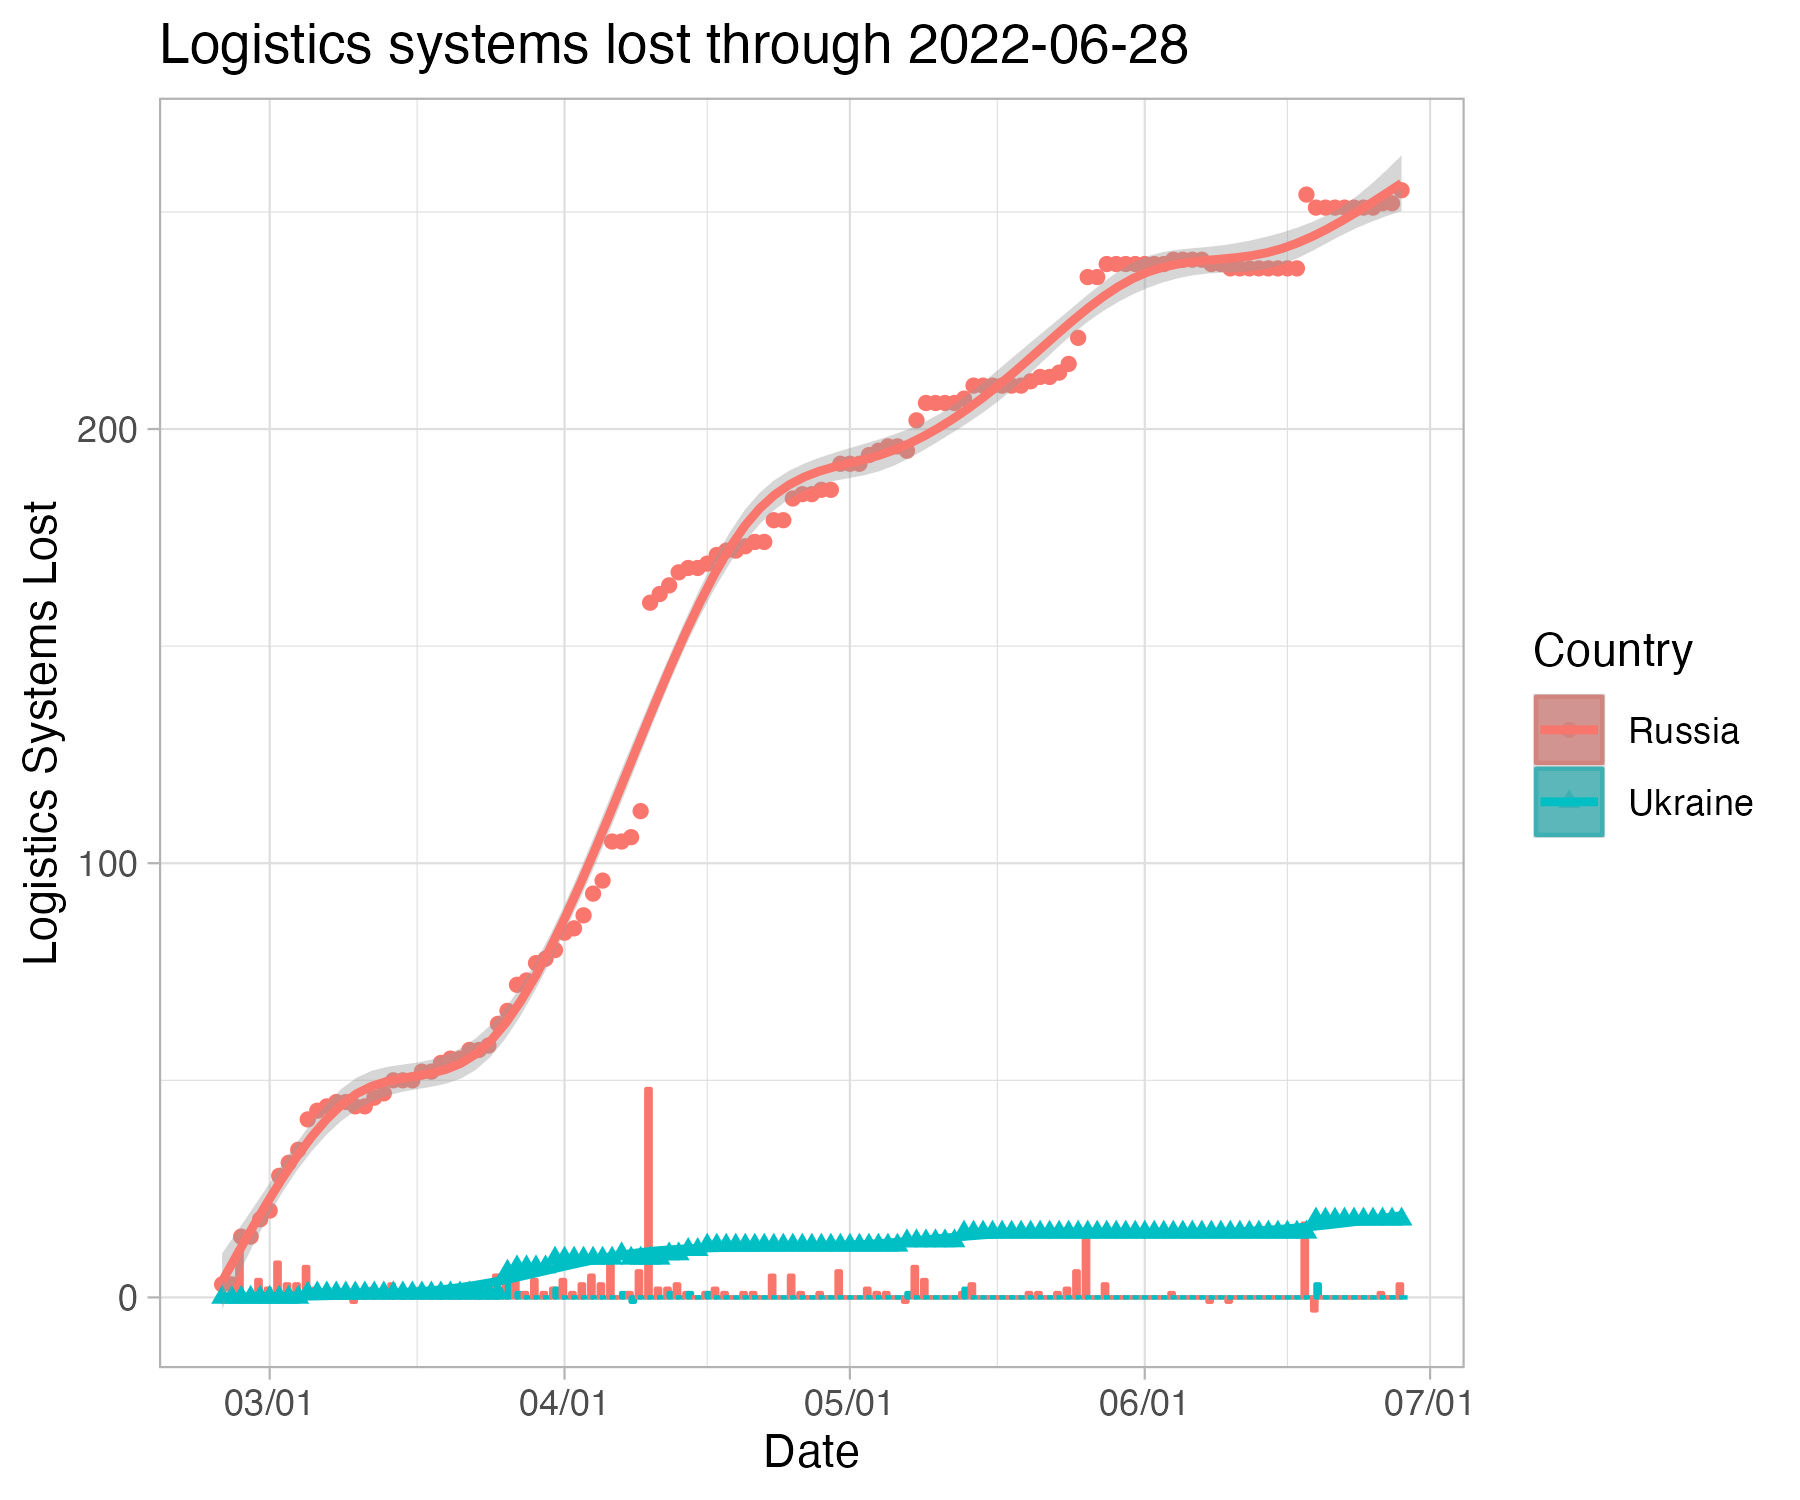 Logistics systems lost through 2022-06-28
Logistics Systems Lost
200
100
0
03/01
04/01
05/01
06/01
07/01
Date
Country
Russia
Ukraine